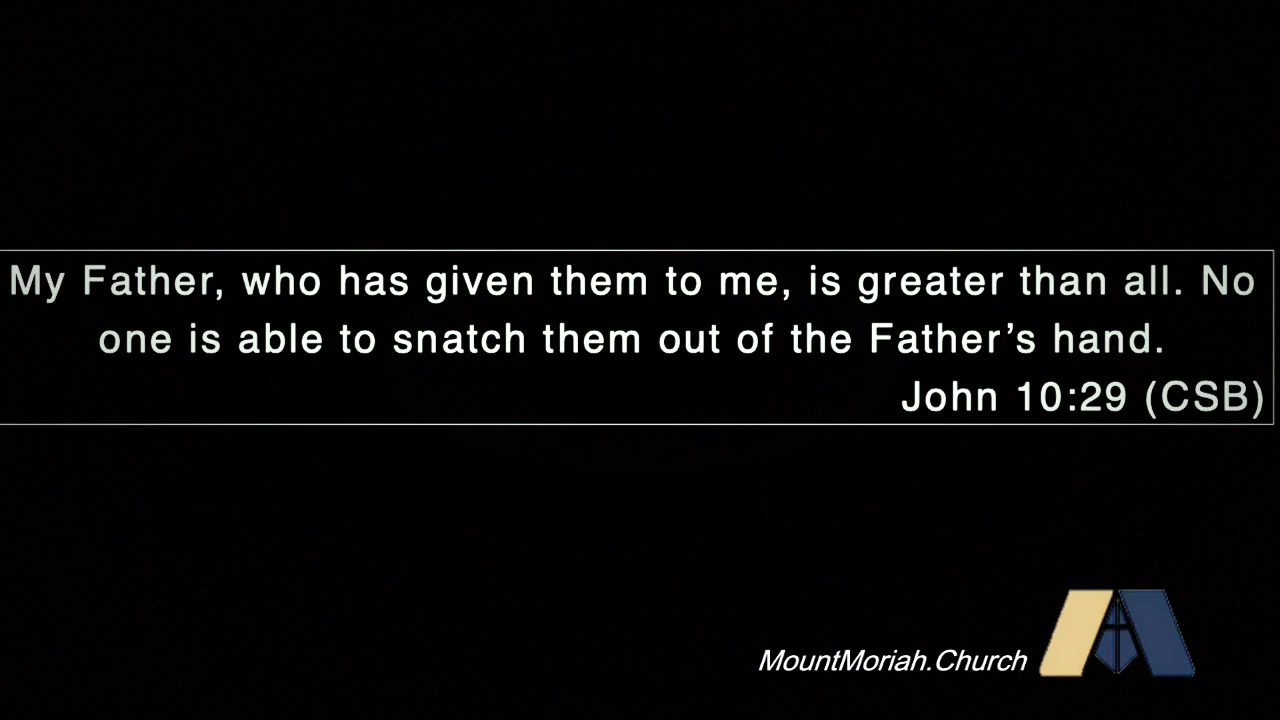 My Father, who has given them to me, is greater than all. No
one is able to snatch them out of the Father’s hand.
John 10:29 (CSB)
MountMoriah.Church